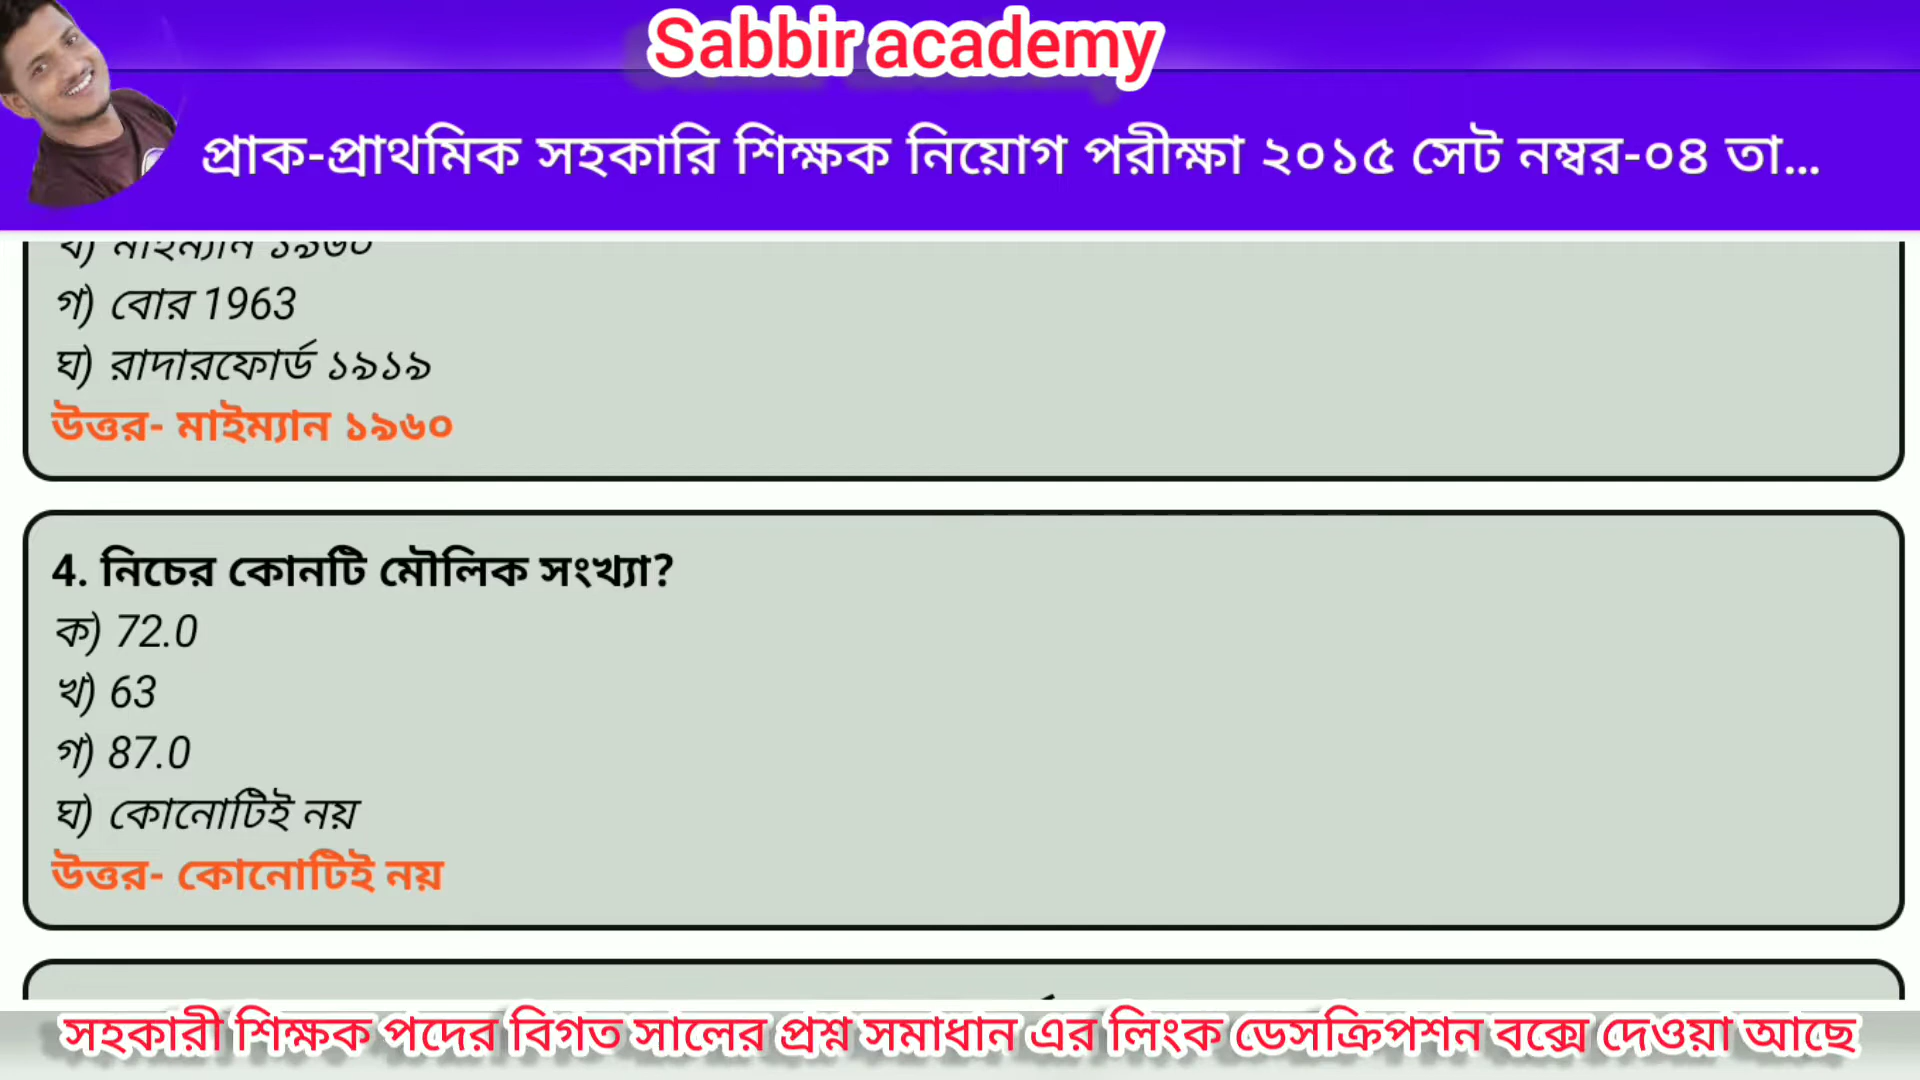 Sabbir academy
প্রাক-প্রাথমিক সহকারি শিক্ষক নিয়োগ পরীক্ষা ২০১৫ সেট নম্বর-০৪ তা...
খ) মাইম্যান ১৯৬০
গ) বোর 1963
ঘ) রাদারফোর্ড ১৯১৯
উত্তর- মাইম্যান ১৯৬০
4. নিচের কোনটি মৌলিক সংখ্যা?
ক) 72.0
খ) 63
গ) 87.0
ঘ) কোনোটিই নয়
উত্তর- কোনোটিই নয়
সহকারী শিক্ষক পদের বিগত সালের প্রশ্ন সমাধান এর লিংক ডেসক্রিপশন বক্সে দেওয়া আছে